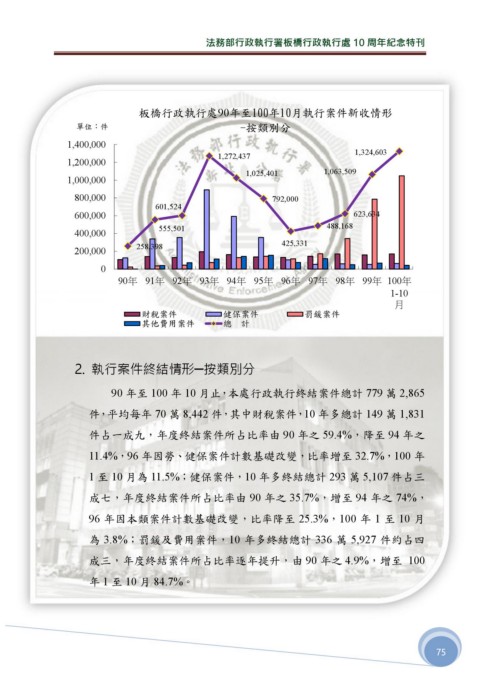 法務部行政執行署板橋行政執行處 10 周年紀念特刊
板橋行政執行處90年至100年10月執行案件新收情形
-按類別分
單位：件
1,400,000
1,200,000
1,000,000
800,000
600,000
400,000
200,000
0
258,398
555,501
601,524
1,272,437
1,025,401
792,000
425,331
488,168
623,634
1,063,509
1,324,603
90年 91年 92年 93年 94年 95年 96年 97年 98年 99年 100年
1-10
月
財稅案件 健保案件 罰鍰案件
其他費用案件 總 計
2. 執行案件終結情形─按類別分
90 年至 100 年 10 月止，本處行政執行終結案件總計 779 萬 2,865
件，平均每年 70 萬 8,442 件，其中財稅案件，10 年多總計 149 萬 1,831
件占一成九，年度終結案件所占比率由 90 年之 59.4%，降至 94 年之
11.4%，96 年因勞、健保案件計數基礎改變，比率增至 32.7%，100 年
1 至 10 月為 11.5%；健保案件，10 年多終結總計 293 萬 5,107 件占三
成七，年度終結案件所占比率由 90 年之 35.7%，增至 94 年之 74%，
96 年因本類案件計數基礎改變，比率降至 25.3%，100 年 1 至 10 月
為 3.8%；罰鍰及費用案件，10 年多終結總計 336 萬 5,927 件約占四
成三，年度終結案件所占比率逐年提升，由 90 年之 4.9%，增至 100
年 1 至 10 月 84.7%。
75